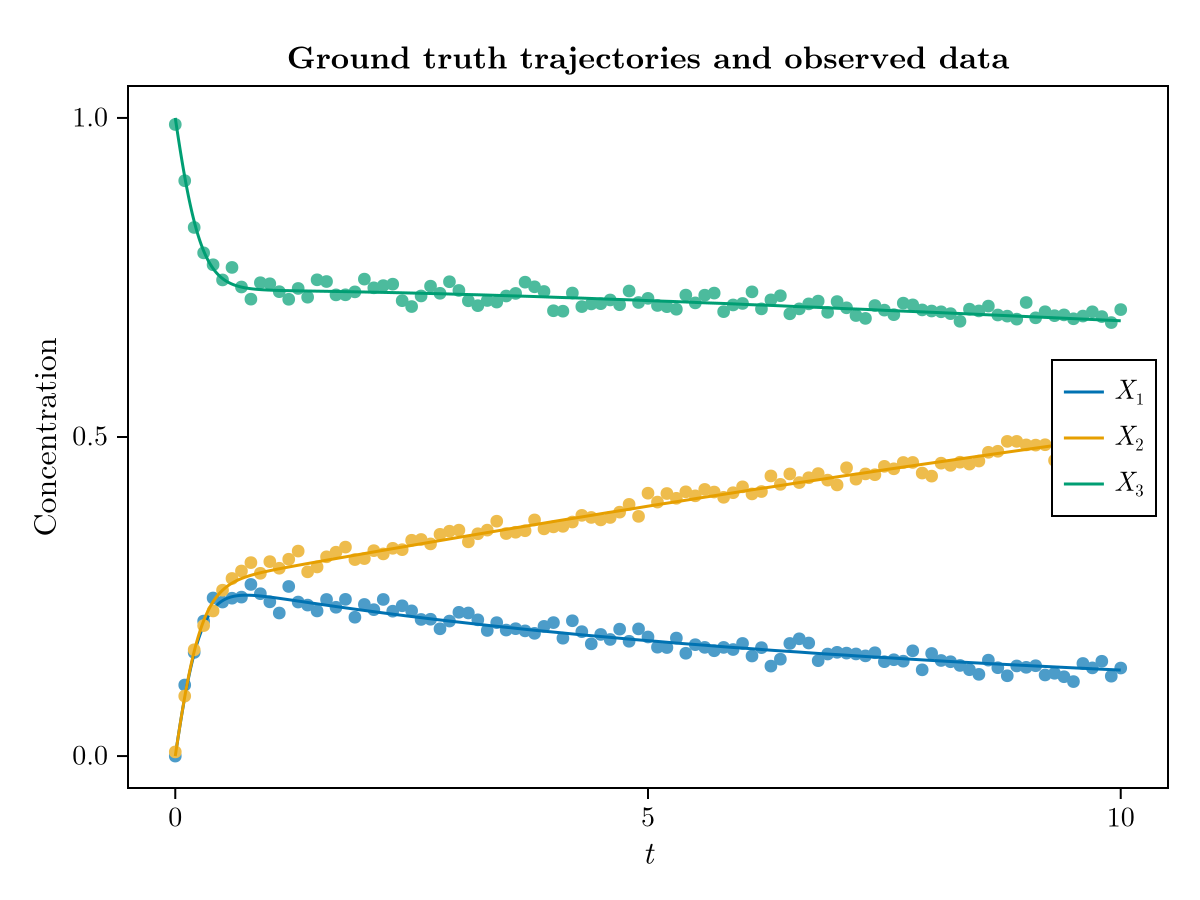 Ground truth trajectories and observed data
Concentration
1.0
0.5
0.0
X₁
X₂
X₃
0 5 10
t